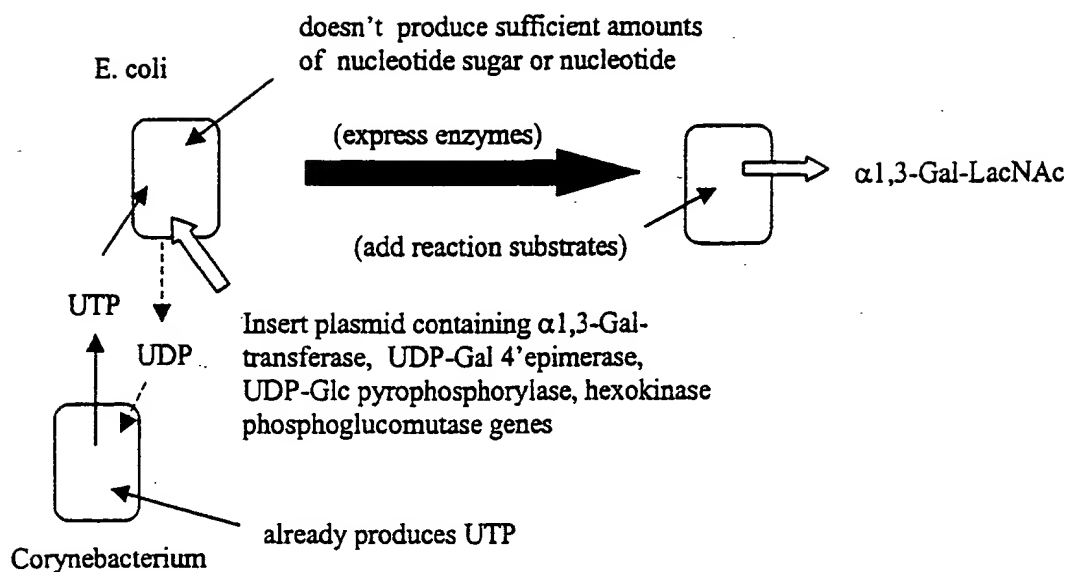 doesn't produce sufficient amounts
of nucleotide sugar or nucleotide
E. coli
(express enzymes)
α1,3-Gal-LacNAc
(add reaction substrates)
UTP
UDP
Insert plasmid containing α1,3-Gal-
transferase, UDP-Gal 4'epimerase,
UDP-Glc pyrophosphorylase, hexokinase
phosphoglucomutase genes
already produces UTP
Corynebacterium